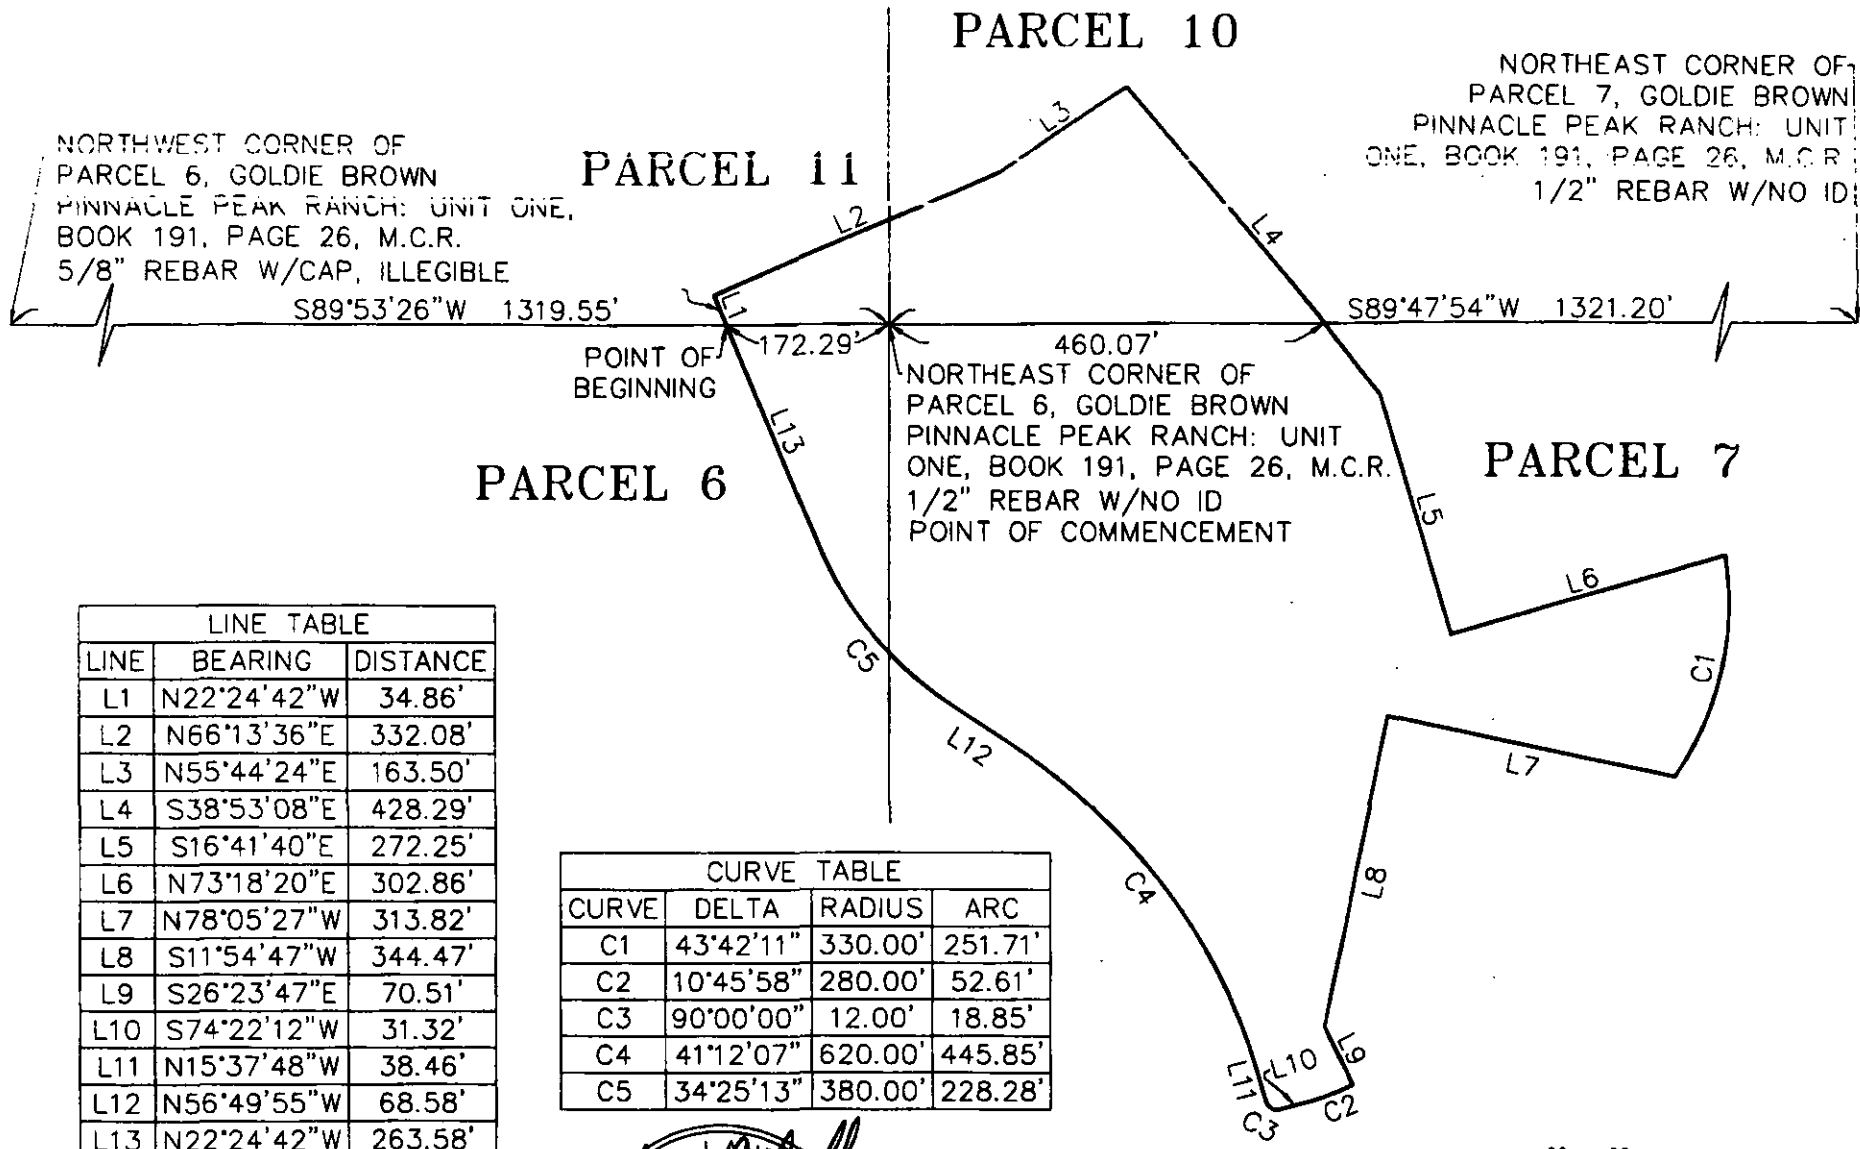 PARCEL 10
NORTHEAST CORNER OF
PARCEL 7, GOLDIE BROWN
PINNACLE PEAK RANCH: UNIT
ONE, BOOK 191, PAGE 26, M.C.R.
1/2" REBAR W/NO ID
NORTHWEST CORNER OF
PARCEL 6, GOLDIE BROWN
PINNACLE PEAK RANCH: UNIT ONE,
BOOK 191, PAGE 26, M.C.R.
5/8" REBAR W/CAP, ILLEGIBLE
PARCEL 11
L3
L2
L4
L1
S89°53'26"W 1319.55'
S89°47'54"W 1321.20'
172.29'
460.07'
POINT OF
BEGINNING
NORTHEAST CORNER OF
PARCEL 6, GOLDIE BROWN
PINNACLE PEAK RANCH: UNIT
ONE, BOOK 191, PAGE 26, M.C.R.
1/2" REBAR W/NO ID
POINT OF COMMENCEMENT
L13
PARCEL 6
PARCEL 7
L5
L6
C5
C1
L12
L7
C4
L8
L9
L10
L11
C2
C3
LINE TABLE
LINE BEARING DISTANCE
L1 N22°24'42"W 34.86'
L2 N66°13'36"E 332.08'
L3 N55°44'24"E 163.50'
L4 S38°53'08"E 428.29'
L5 S16°41'40"E 272.25'
L6 N73°18'20"E 302.86'
L7 N78°05'27"W 313.82'
L8 S11°54'47"W 344.47'
L9 S26°23'47"E 70.51'
L10 S74°22'12"W 31.32'
L11 N15°37'48"W 38.46'
L12 N56°49'55"W 68.58'
L13 N22°24'42"W 263.58'
CURVE TABLE
CURVE DELTA RADIUS ARC
C1 43°42'11" 330.00' 251.71'
C2 10°45'58" 280.00' 52.61'
C3 90°00'00" 12.00' 18.85'
C4 41°12'07" 620.00' 445.85'
C5 34°25'13" 380.00' 228.28'